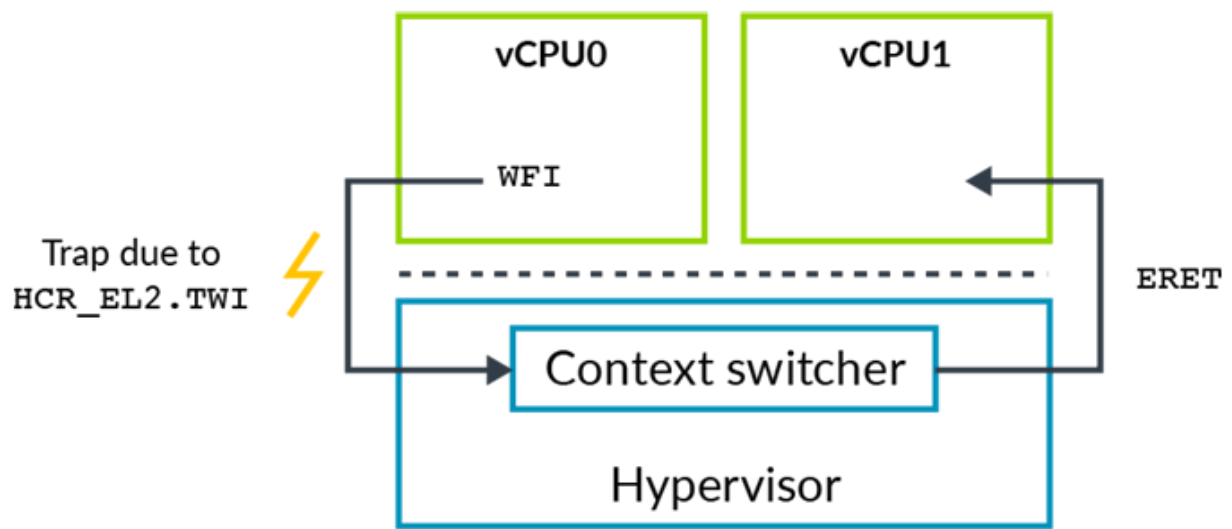 vCPU0
vCPU1
WFI
Trap due to
HCR_EL2.TWI
ERET
Context switcher
Hypervisor